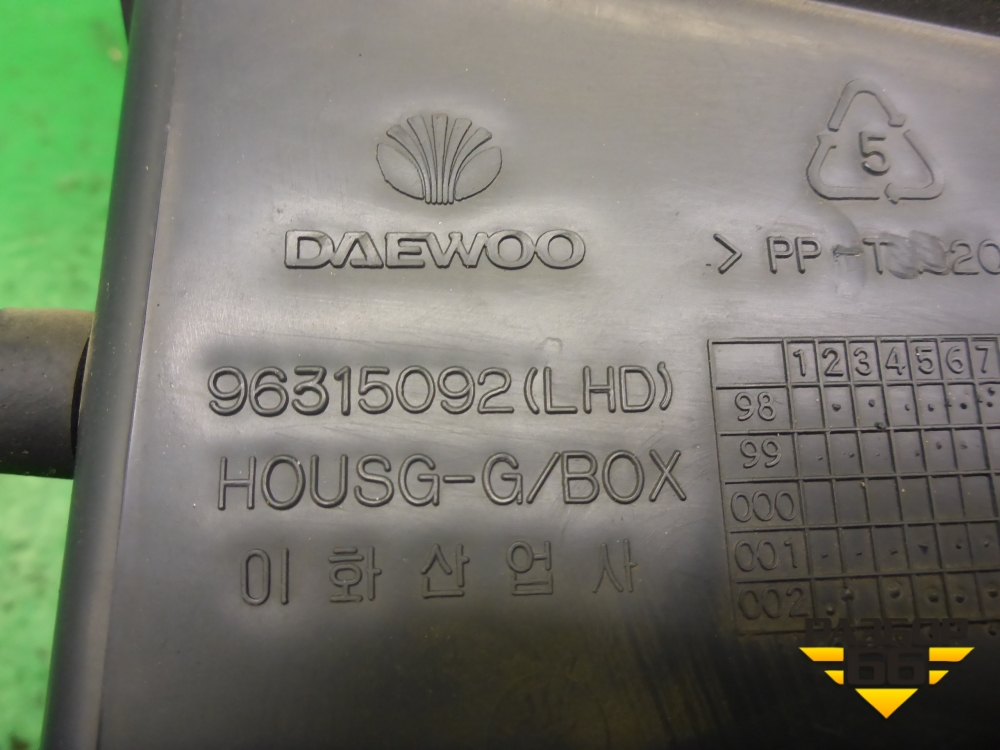 5
DAEWOO
> PP-T
96315092(LHD)
HOUSG-G/BOX
이화산업사
1 2 3 4 5 6 7
98
99
000
001
002
66